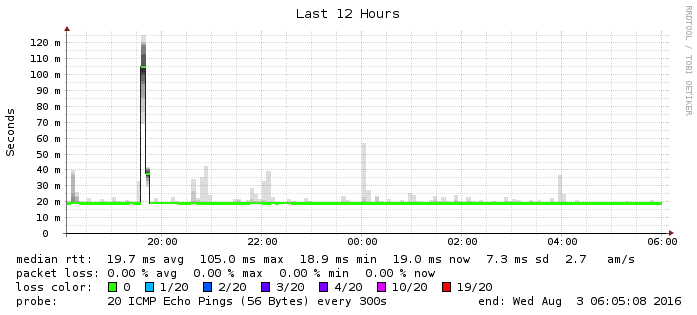 Last 12 Hours
RRDTOOL / TOBI OETIKER
Seconds
120 m
110 m
100 m
90 m
80 m
70 m
60 m
50 m
40 m
30 m
20 m
10 m
0
20:00 22:00 00:00 02:00 04:00 06:00
median rtt: 19.7 ms avg 105.0 ms max 18.9 ms min 19.0 ms now 7.3 ms sd 2.7 am/s
packet loss: 0.00 % avg 0.00 % max 0.00 % min 0.00 % now
loss color: 0 1/20 2/20 3/20 4/20 10/20 19/20
probe: 20 ICMP Echo Pings (56 Bytes) every 300s end: Wed Aug 3 06:05:08 2016